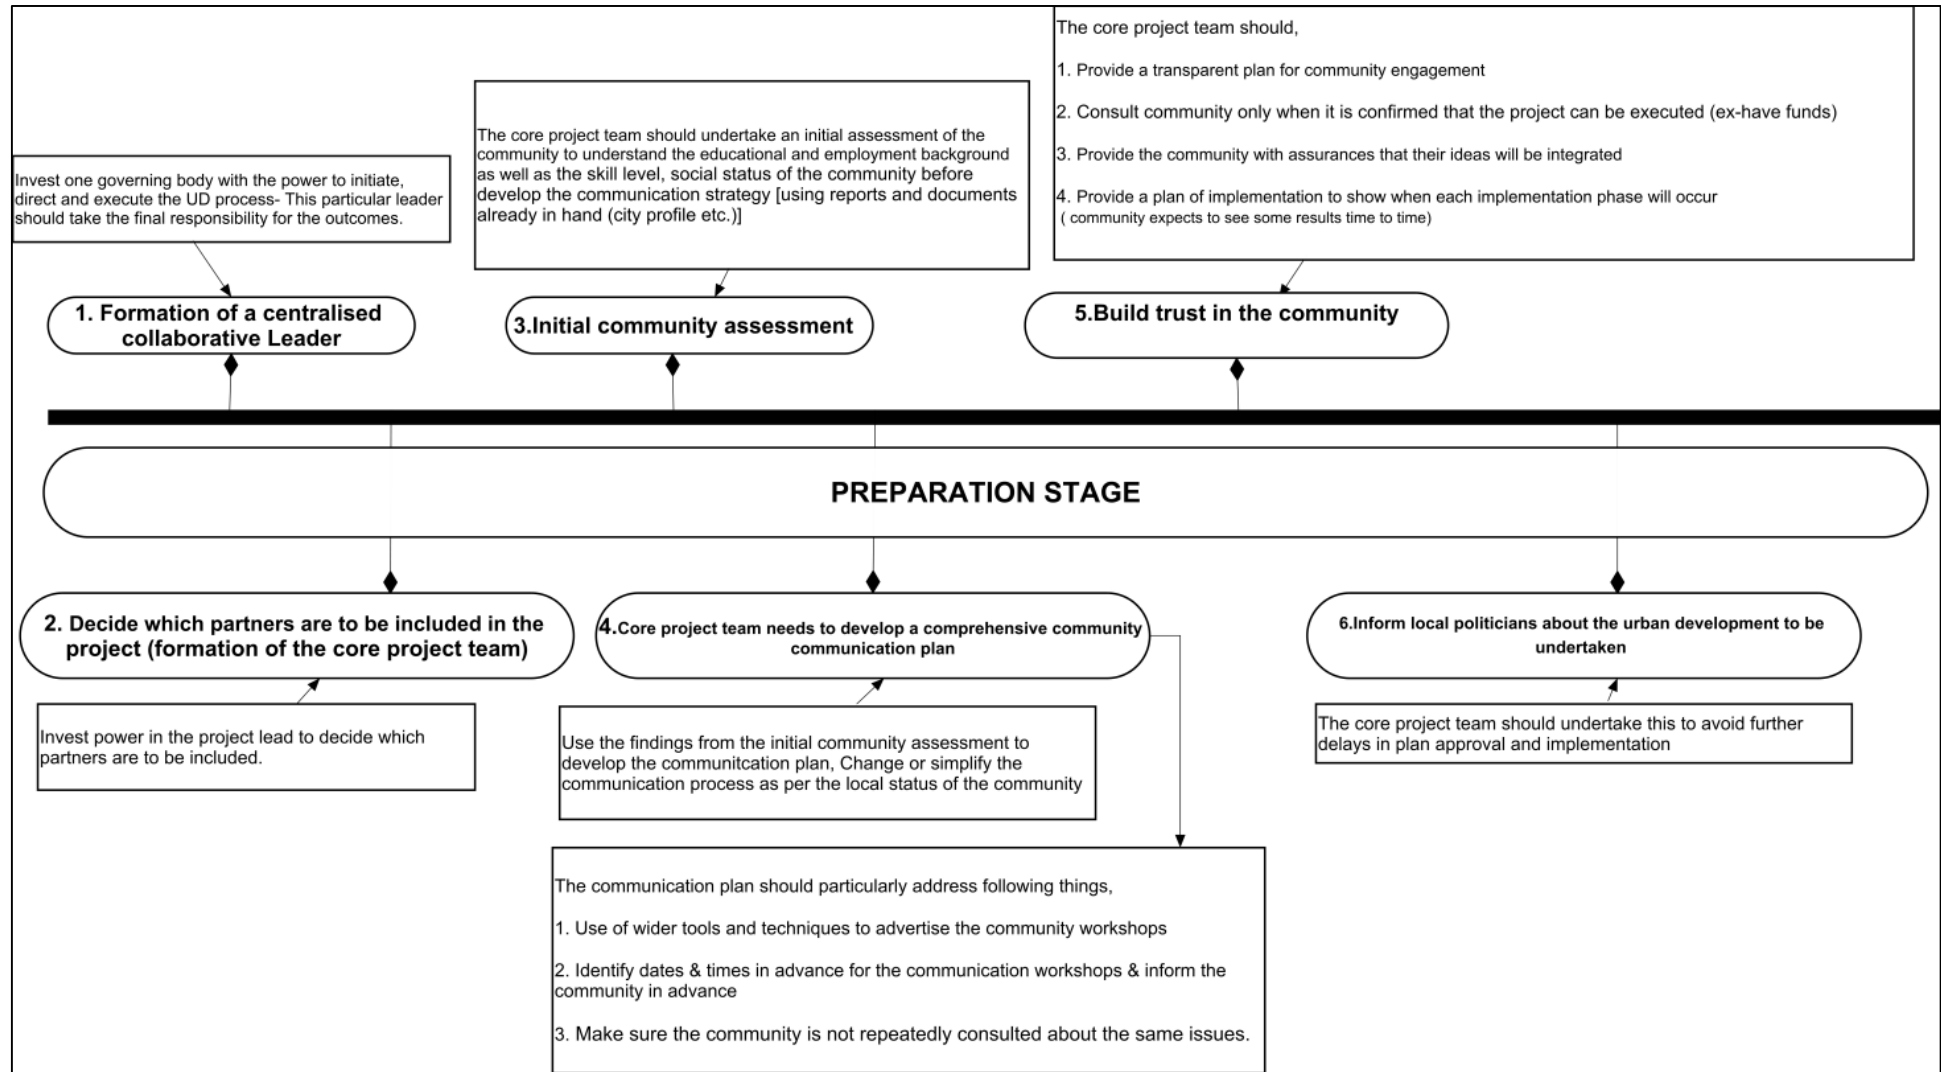 The core project team should,
1. Provide a transparent plan for community engagement
2. Consult community only when it is confirmed that the project can be executed (ex-have funds)
3. Provide the community with assurances that their ideas will be integrated
4. Provide a plan of implementation to show when each implementation phase will occur
( community expects to see some results time to time)
The core project team should undertake an initial assessment of the
community to understand the educational and employment background
as well as the skill level, social status of the community before
develop the communication strategy [using reports and documents
already in hand (city profile etc.)]
Invest one governing body with the power to initiate,
direct and execute the UD process- This particular leader
should take the final responsibility for the outcomes.
1. Formation of a centralised
collaborative Leader
3.Initial community assessment
5.Build trust in the community
PREPARATION STAGE
2. Decide which partners are to be included in the
project (formation of the core project team)
4.Core project team needs to develop a comprehensive community
communication plan
6.Inform local politicians about the urban development to be
undertaken
Invest power in the project lead to decide which
partners are to be included.
Use the findings from the initial community assessment to
develop the communitcation plan, Change or simplify the
communication process as per the local status of the community
The core project team should undertake this to avoid further
delays in plan approval and implementation
The communication plan should particularly address following things,
1. Use of wider tools and techniques to advertise the community workshops
2. Identify dates & times in advance for the communication workshops & inform the
community in advance
3. Make sure the community is not repeatedly consulted about the same issues.